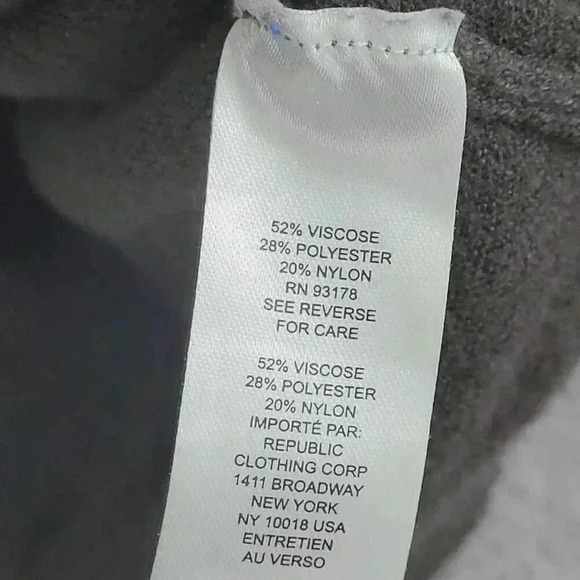 52% VISCOSE
28% POLYESTER
20% NYLON
RN 93178
SEE REVERSE
FOR CARE
52% VISCOSE
28% POLYESTER
20% NYLON
IMPORTÉ PAR:
REPUBLIC
CLOTHING CORP
1411 BROADWAY
NEW YORK
NY 10018 USA
ENTRETIEN
AU VERSO